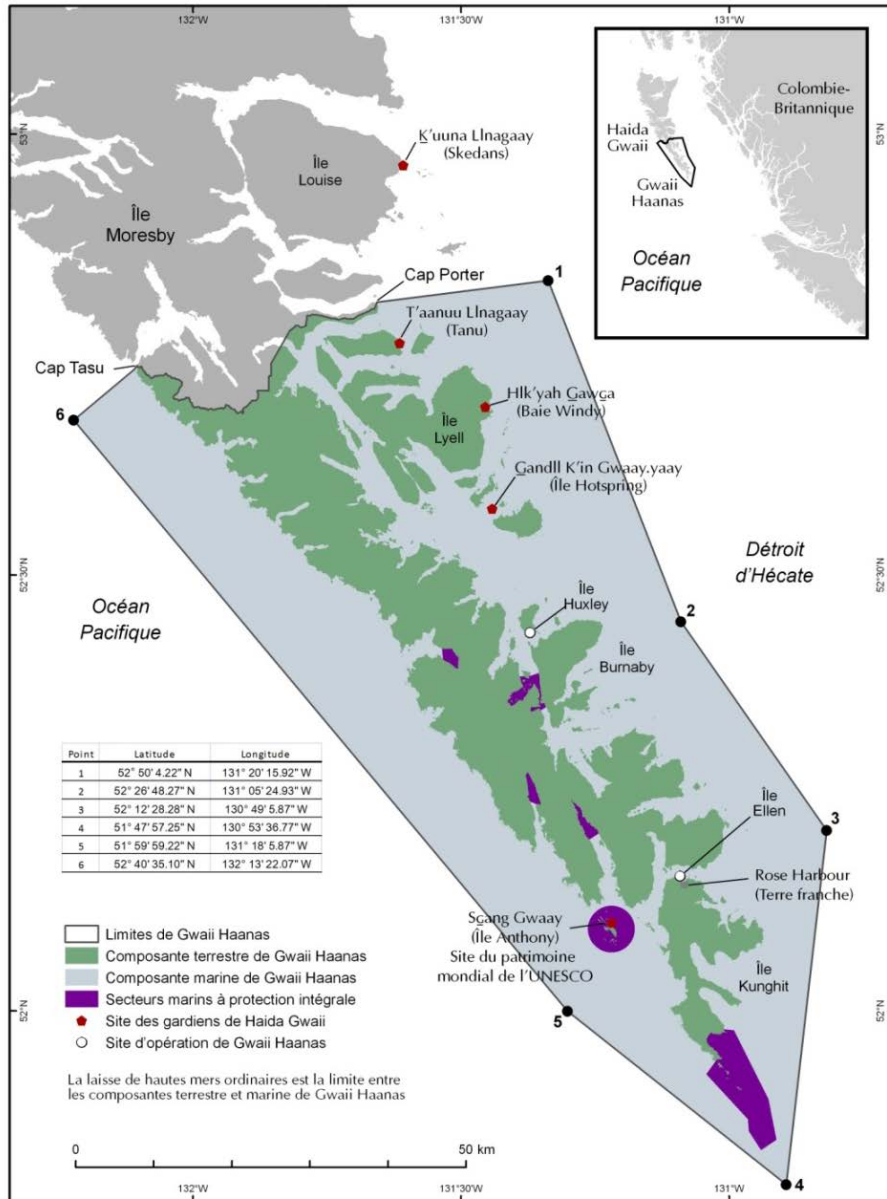 132°W
131°30'W
131°W
53°N
53°N
K̲'uuna Llnagaay
(Skedans)
Île
Louise
Île
Moresby
Colombie-
Britannique
Haida
Gwaii
Gwaii
Haanas
Océan
Pacifique
Cap Porter
1
T'aanuu Llnagaay
(Tanu)
Cap Tasu
6
Hlk'yah G̲awG̲a
(Baie Windy)
Île
Lyell
G̲andll K'in Gwaay.yaay
(Île Hotspring)
Détroit
d'Hécate
52°30'N
52°30'N
Océan
Pacifique
Île
Huxley
2
Île
Burnaby
Point Latitude Longitude
1 52° 50' 4.22" N 131° 20' 15.92" W
2 52° 26' 48.27" N 131° 05' 24.93" W
3 52° 12' 28.28" N 130° 49' 5.87" W
4 51° 47' 57.25" N 130° 53' 36.77" W
5 51° 59' 59.22" N 131° 18' 5.87" W
6 52° 40' 35.10" N 132° 13' 22.07" W
Île
Ellen
3
Rose Harbour
(Terre franche)
SG̲ang Gwaay
(Île Anthony)
Site du patrimoine
mondial de l'UNESCO
Île
Kunghit
52°N
52°N
5
Limites de Gwaii Haanas
Composante terrestre de Gwaii Haanas
Composante marine de Gwaii Haanas
Secteurs marins à protection intégrale
Site des gardiens de Haida Gwaii
Site d'opération de Gwaii Haanas
La laisse de hautes mers ordinaires est la limite entre
les composantes terrestre et marine de Gwaii Haanas
0 50 km
4
132°W
131°30'W
131°W